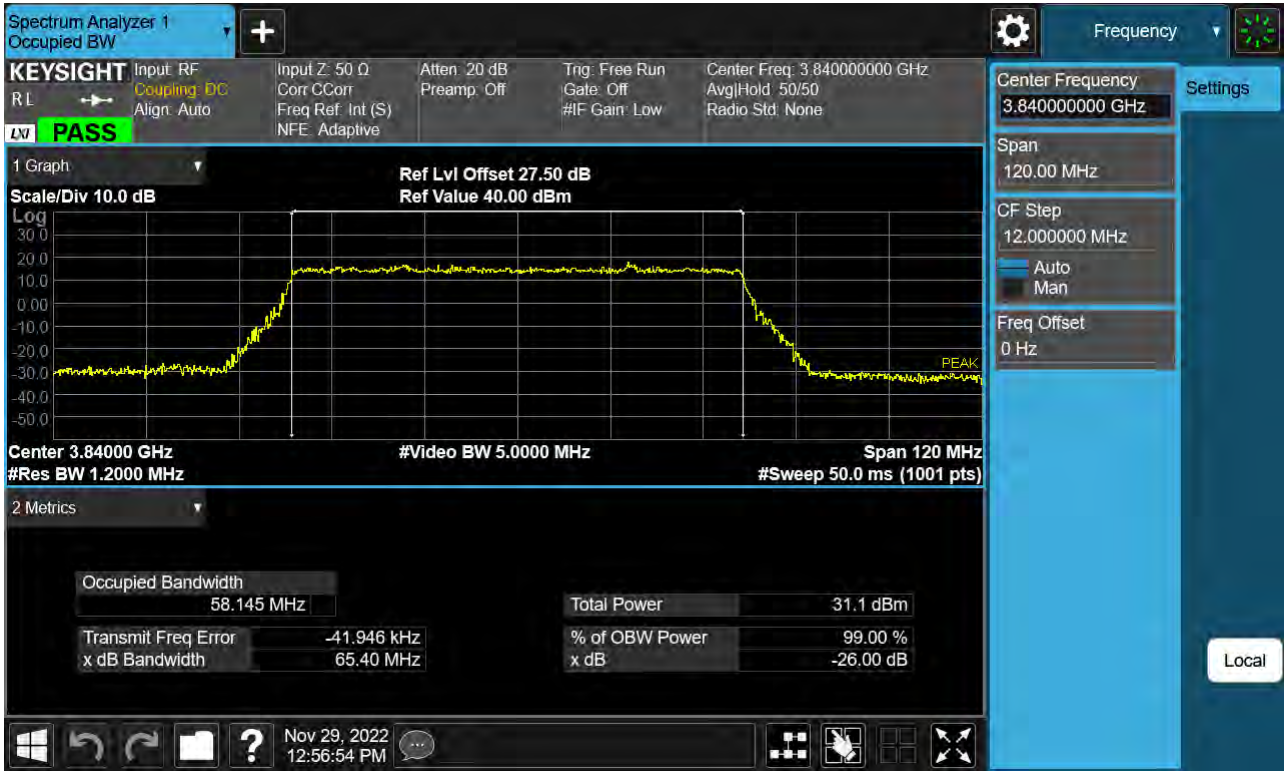 Spectrum Analyzer 1
Occupied BW
+
Frequency
KEYSIGHT
R L
LXI PASS
Input: RF
Coupling: DC
Align: Auto
Input Z: 50 Ω
Corr CCorr
Freq Ref: Int (S)
NFE: Adaptive
Atten: 20 dB
Preamp: Off
Trig: Free Run
Gate: Off
#IF Gain: Low
Center Freq: 3.840000000 GHz
Avg|Hold: 50/50
Radio Std: None
Center Frequency
3.840000000 GHz
Settings
Span
120.00 MHz
CF Step
12.000000 MHz
Auto
Man
Freq Offset
0 Hz
Local
1 Graph
Scale/Div 10.0 dB
Ref Lvl Offset 27.50 dB
Ref Value 40.00 dBm
Log
30.0
20.0
10.0
0.00
-10.0
-20.0
-30.0
-40.0
-50.0
PEAK
Center 3.84000 GHz
#Video BW 5.0000 MHz
Span 120 MHz
#Res BW 1.2000 MHz
#Sweep 50.0 ms (1001 pts)
2 Metrics
Occupied Bandwidth
58.145 MHz
Total Power 31.1 dBm
Transmit Freq Error -41.946 kHz
% of OBW Power 99.00 %
x dB Bandwidth 65.40 MHz
x dB -26.00 dB
?
Nov 29, 2022
12:56:54 PM